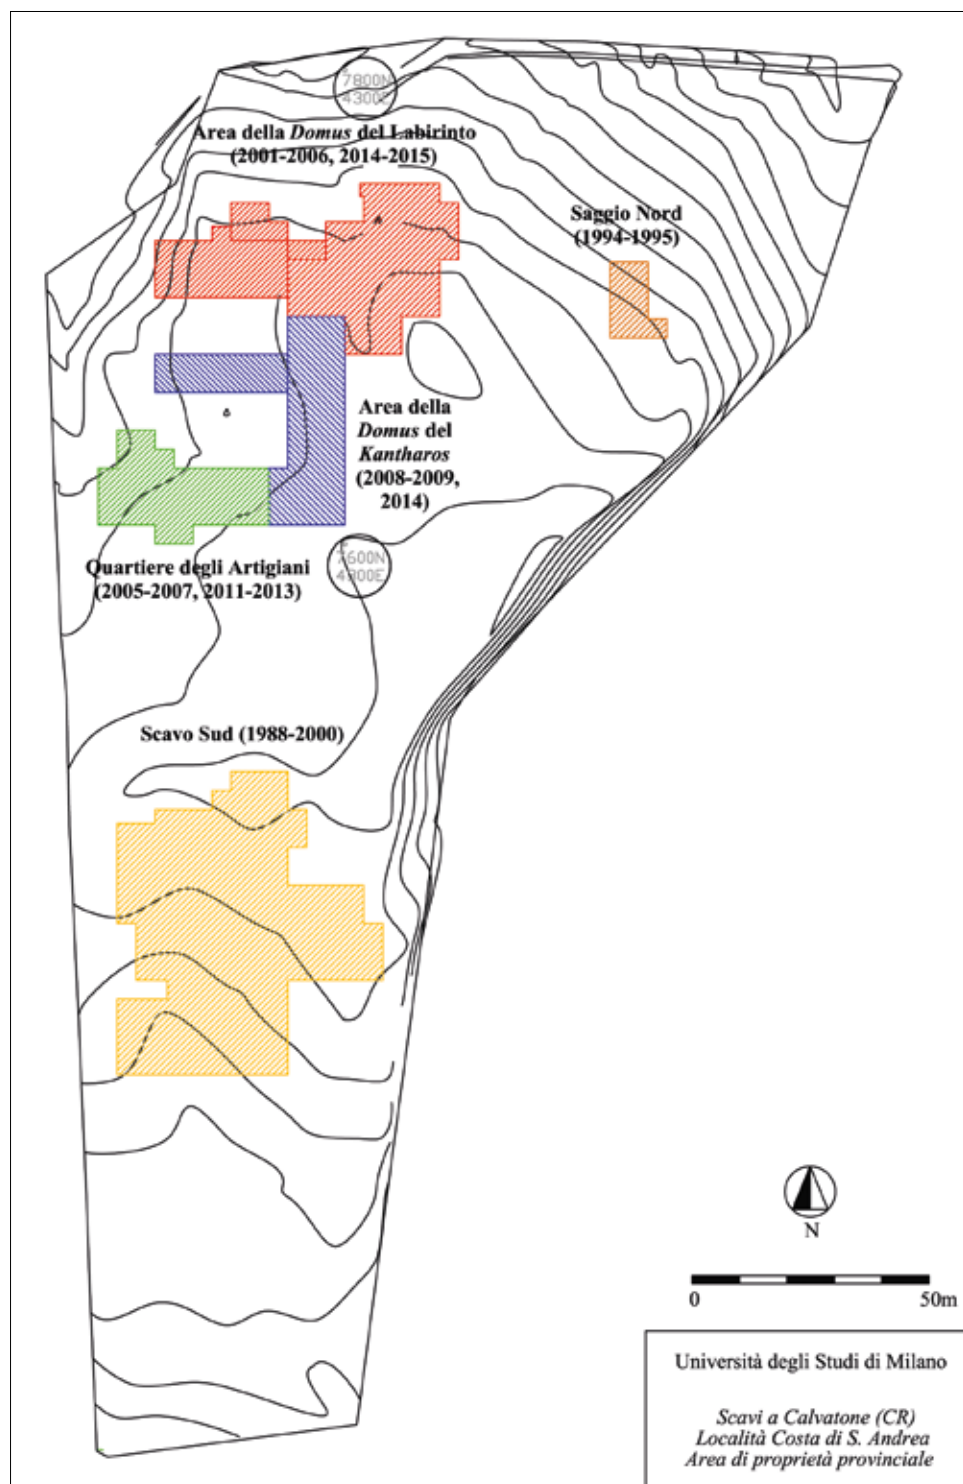 7800N
4300E
Area della Domus del Labirinto
(2001-2006, 2014-2015)
Saggio Nord
(1994-1995)
Area della
Domus del
Kantharos
(2008-2009,
2014)
7600N
4300E
Quartiere degli Artigiani
(2005-2007, 2011-2013)
Scavo Sud (1988-2000)
N
0 50m
Università degli Studi di Milano
Scavi a Calvatone (CR)
Località Costa di S. Andrea
Area di proprietà provinciale